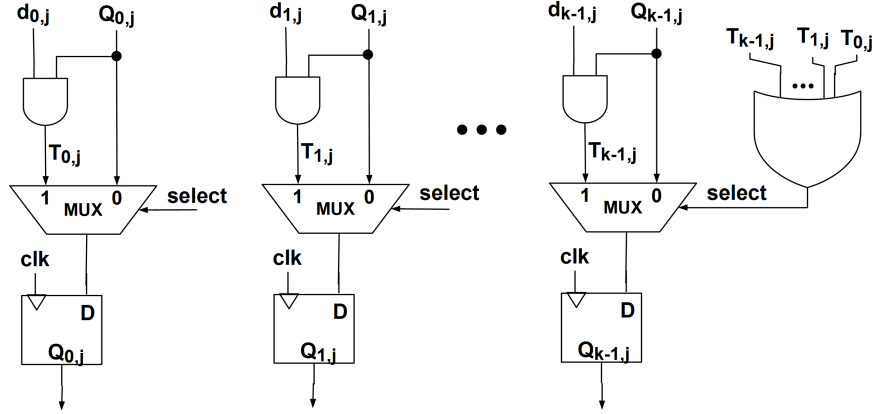 d0,j Q0,j d1,j Q1,j dk-1,j Qk-1,j
Tk-1,j T1,j T0,j
T0,j T1,j Tk-1,j
1 0 select 1 0 select 1 0 select
MUX MUX MUX
clk clk clk
D D D
Q0,j Q1,j Qk-1,j